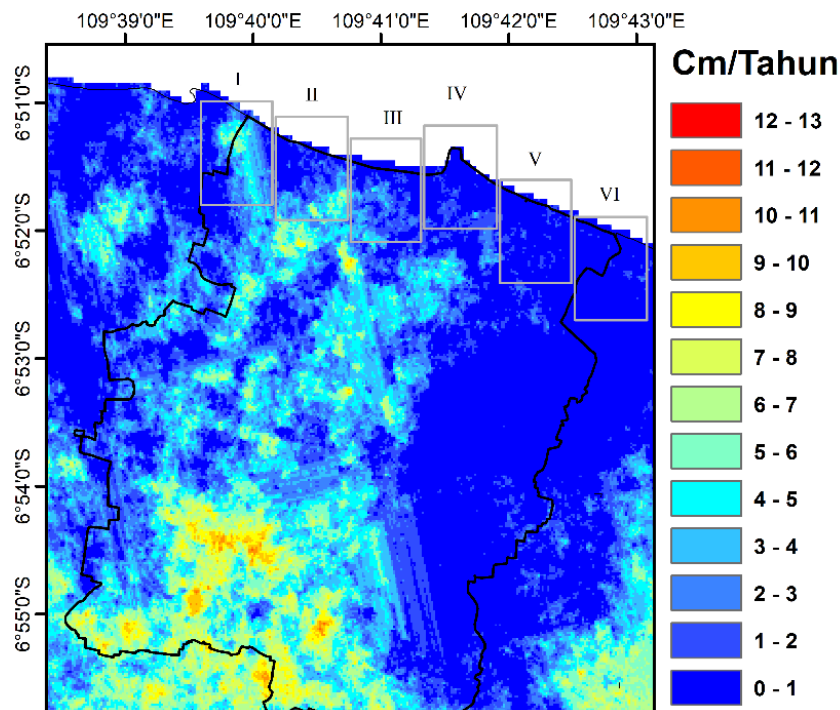 109°39'0"E 109°40'0"E 109°41'0"E 109°42'0"E 109°43'0"E
6°51'0"S
6°52'0"S
6°53'0"S
6°54'0"S
6°55'0"S
I
II
III
IV
V
VI
Cm/Tahun
12 - 13
11 - 12
10 - 11
9 - 10
8 - 9
7 - 8
6 - 7
5 - 6
4 - 5
3 - 4
2 - 3
1 - 2
0 - 1